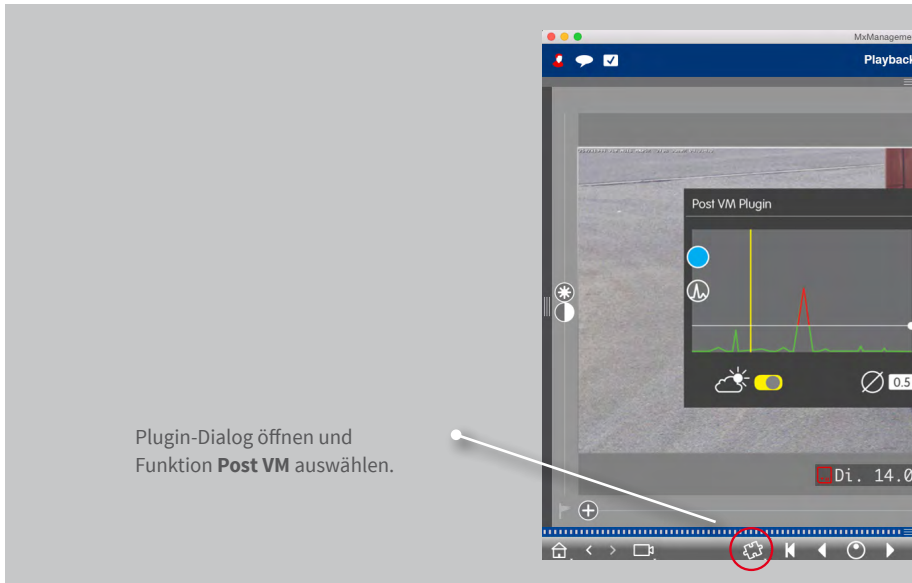 MxManageme
Playback
Post VM Plugin
0.5
Plugin-Dialog öffnen und
Funktion Post VM auswählen.
Di. 14.0